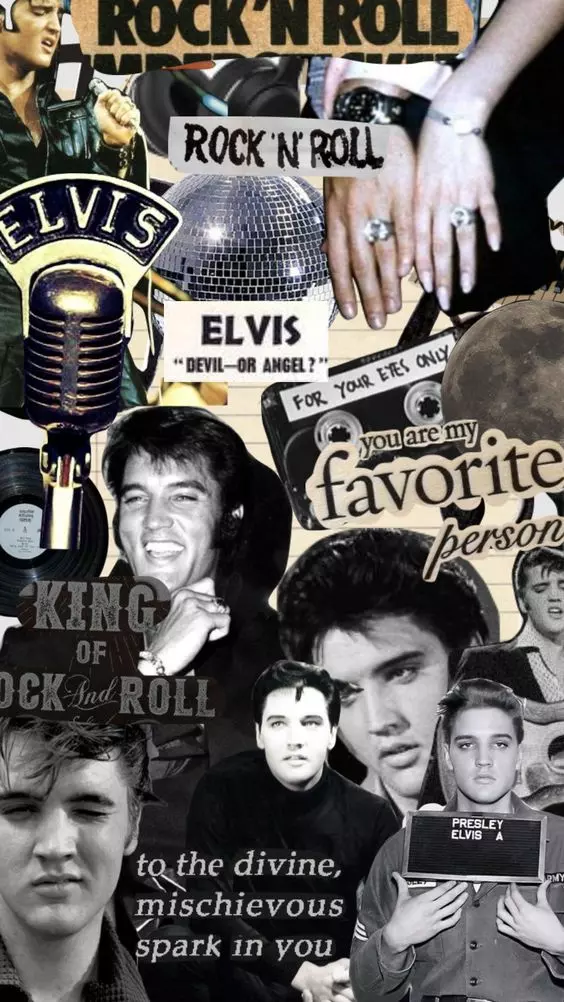 ROCK 'N ROLL
ROCK 'N' ROLL
ELVIS
ELVIS
"DEVIL—OR ANGEL?"
FOR YOUR EYES ONLY
you are my
favorite
person
KING
OF
OCK And ROLL
PRESLEY
ELVIS A
to the divine,
mischievous
spark in you